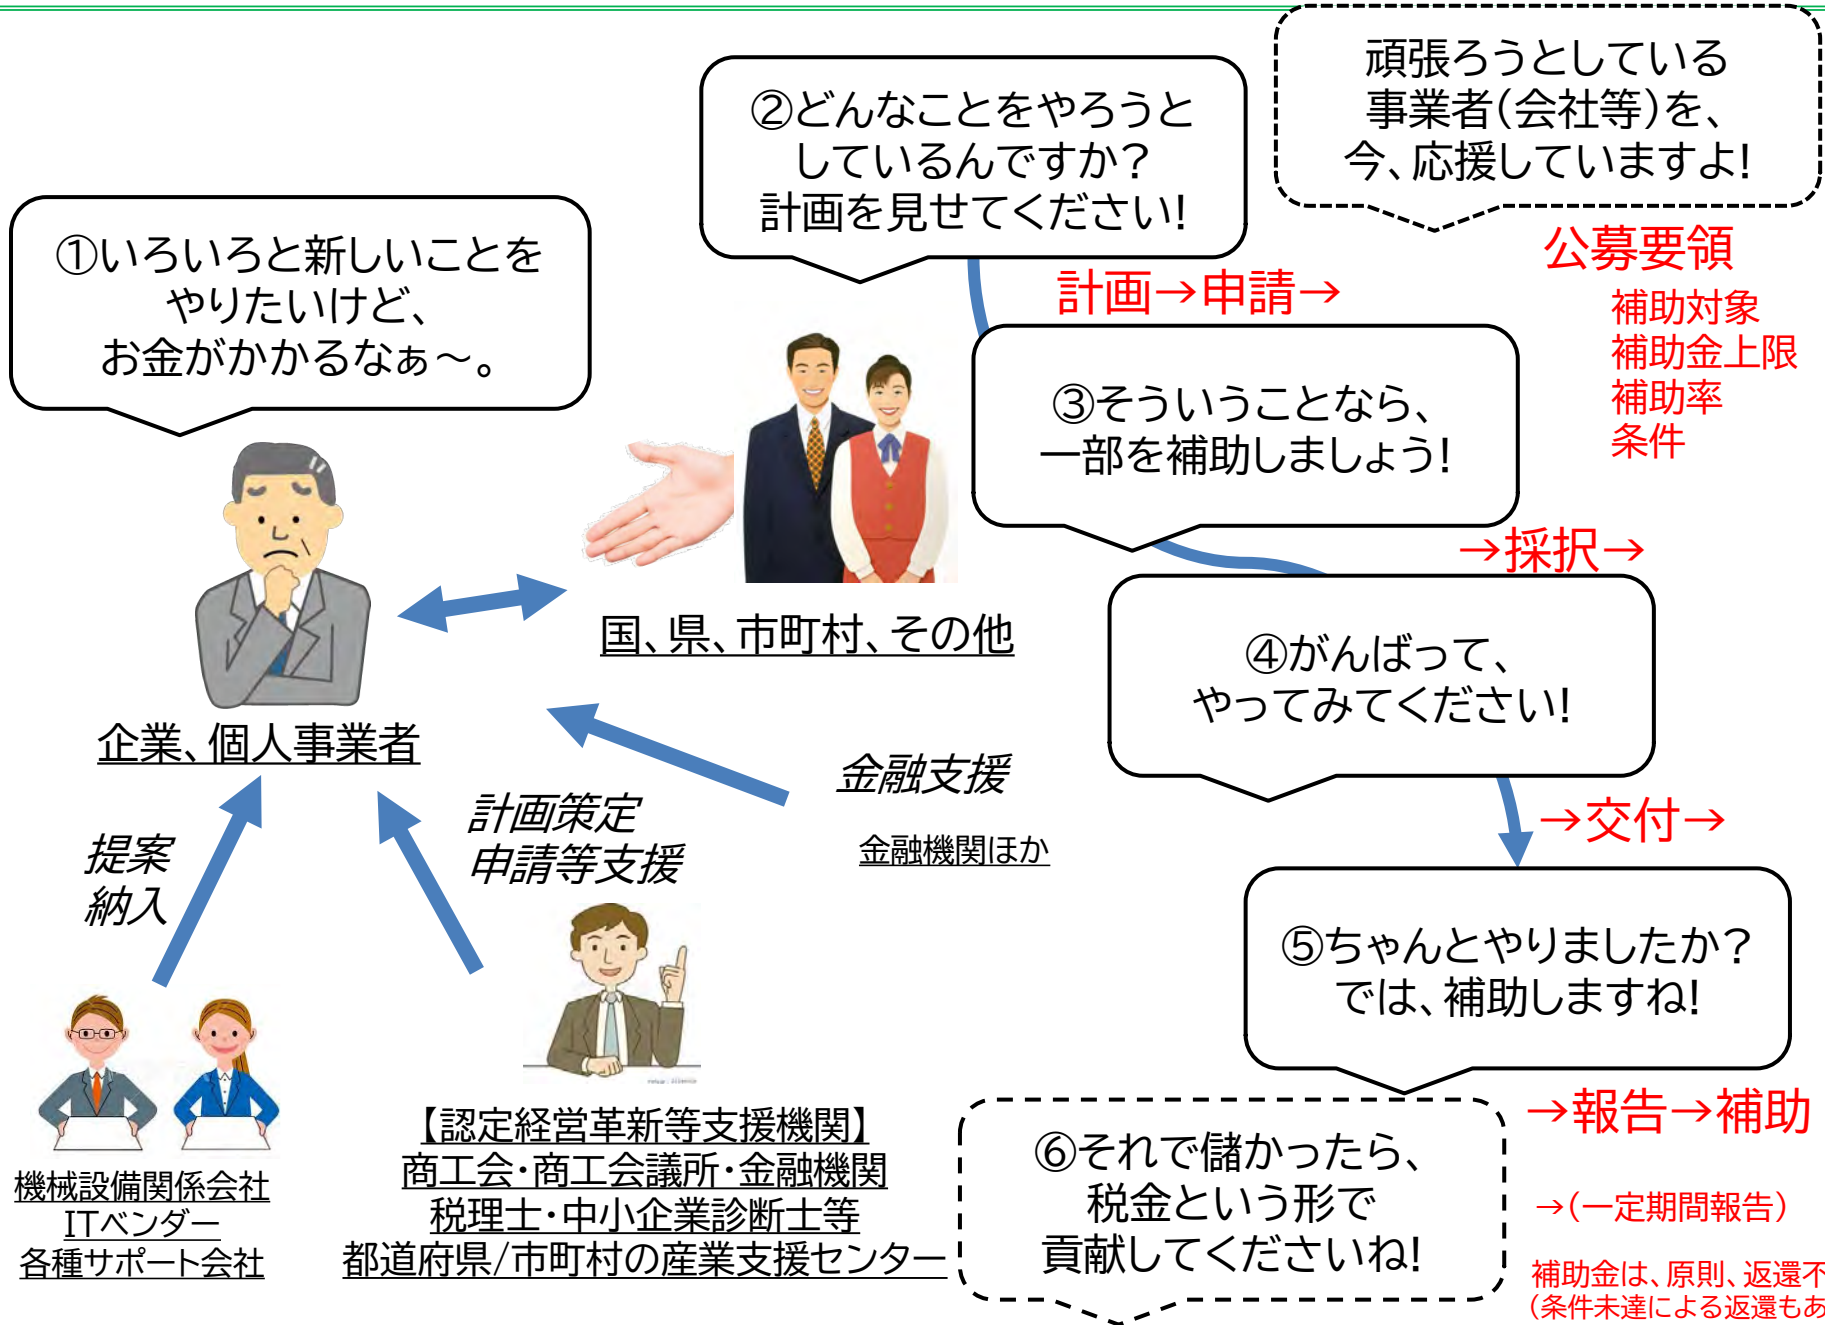 頑張ろうとしている
事業者(会社等)を、
今、応援していますよ!
②どんなことをやろうと
しているんですか?
計画を見せてください!
①いろいろと新しいことを
やりたいけど、
お金がかかるなぁ~。
公募要領
補助対象
補助金上限
補助率
条件
計画→申請→
③そういうことなら、
一部を補助しましょう!
→採択→
国、県、市町村、その他
④がんばって、
やってみてください!
企業、個人事業者
金融支援
金融機関ほか
計画策定
申請等支援
提案
納入
→交付→
⑤ちゃんとやりましたか?
では、補助しますね!
→報告→補助
【認定経営革新等支援機関】
商工会・商工会議所・金融機関
税理士・中小企業診断士等
都道府県/市町村の産業支援センター
機械設備関係会社
ITベンダー
各種サポート会社
⑥それで儲かったら、
税金という形で
貢献してくださいね!
→(一定期間報告)
補助金は、原則、返還不
(条件未達による返還もあ